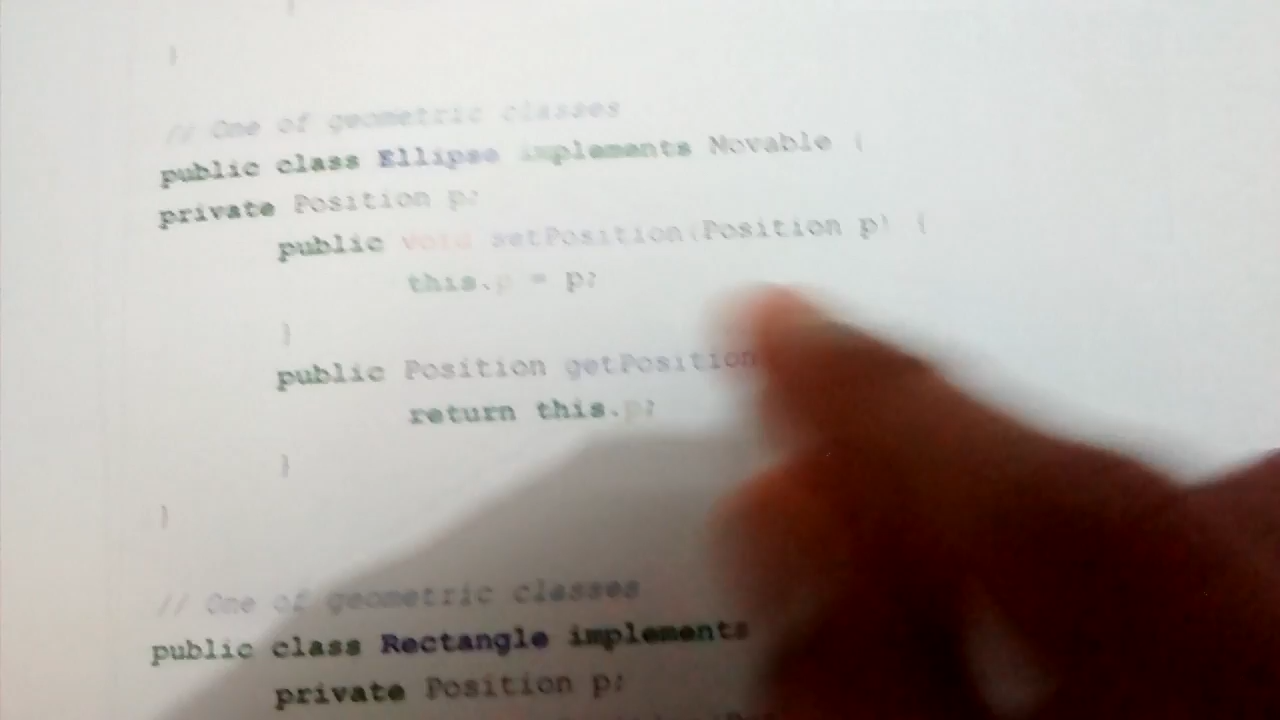 }
// One of geometric classes
public class Ellipse implements Movable {
private Position p;
public void setPosition(Position p) {
this.p = p;
}
public Position getPosition
return this.p;
}
}
// One of geometric classes
public class Rectangle implements
private Position p;